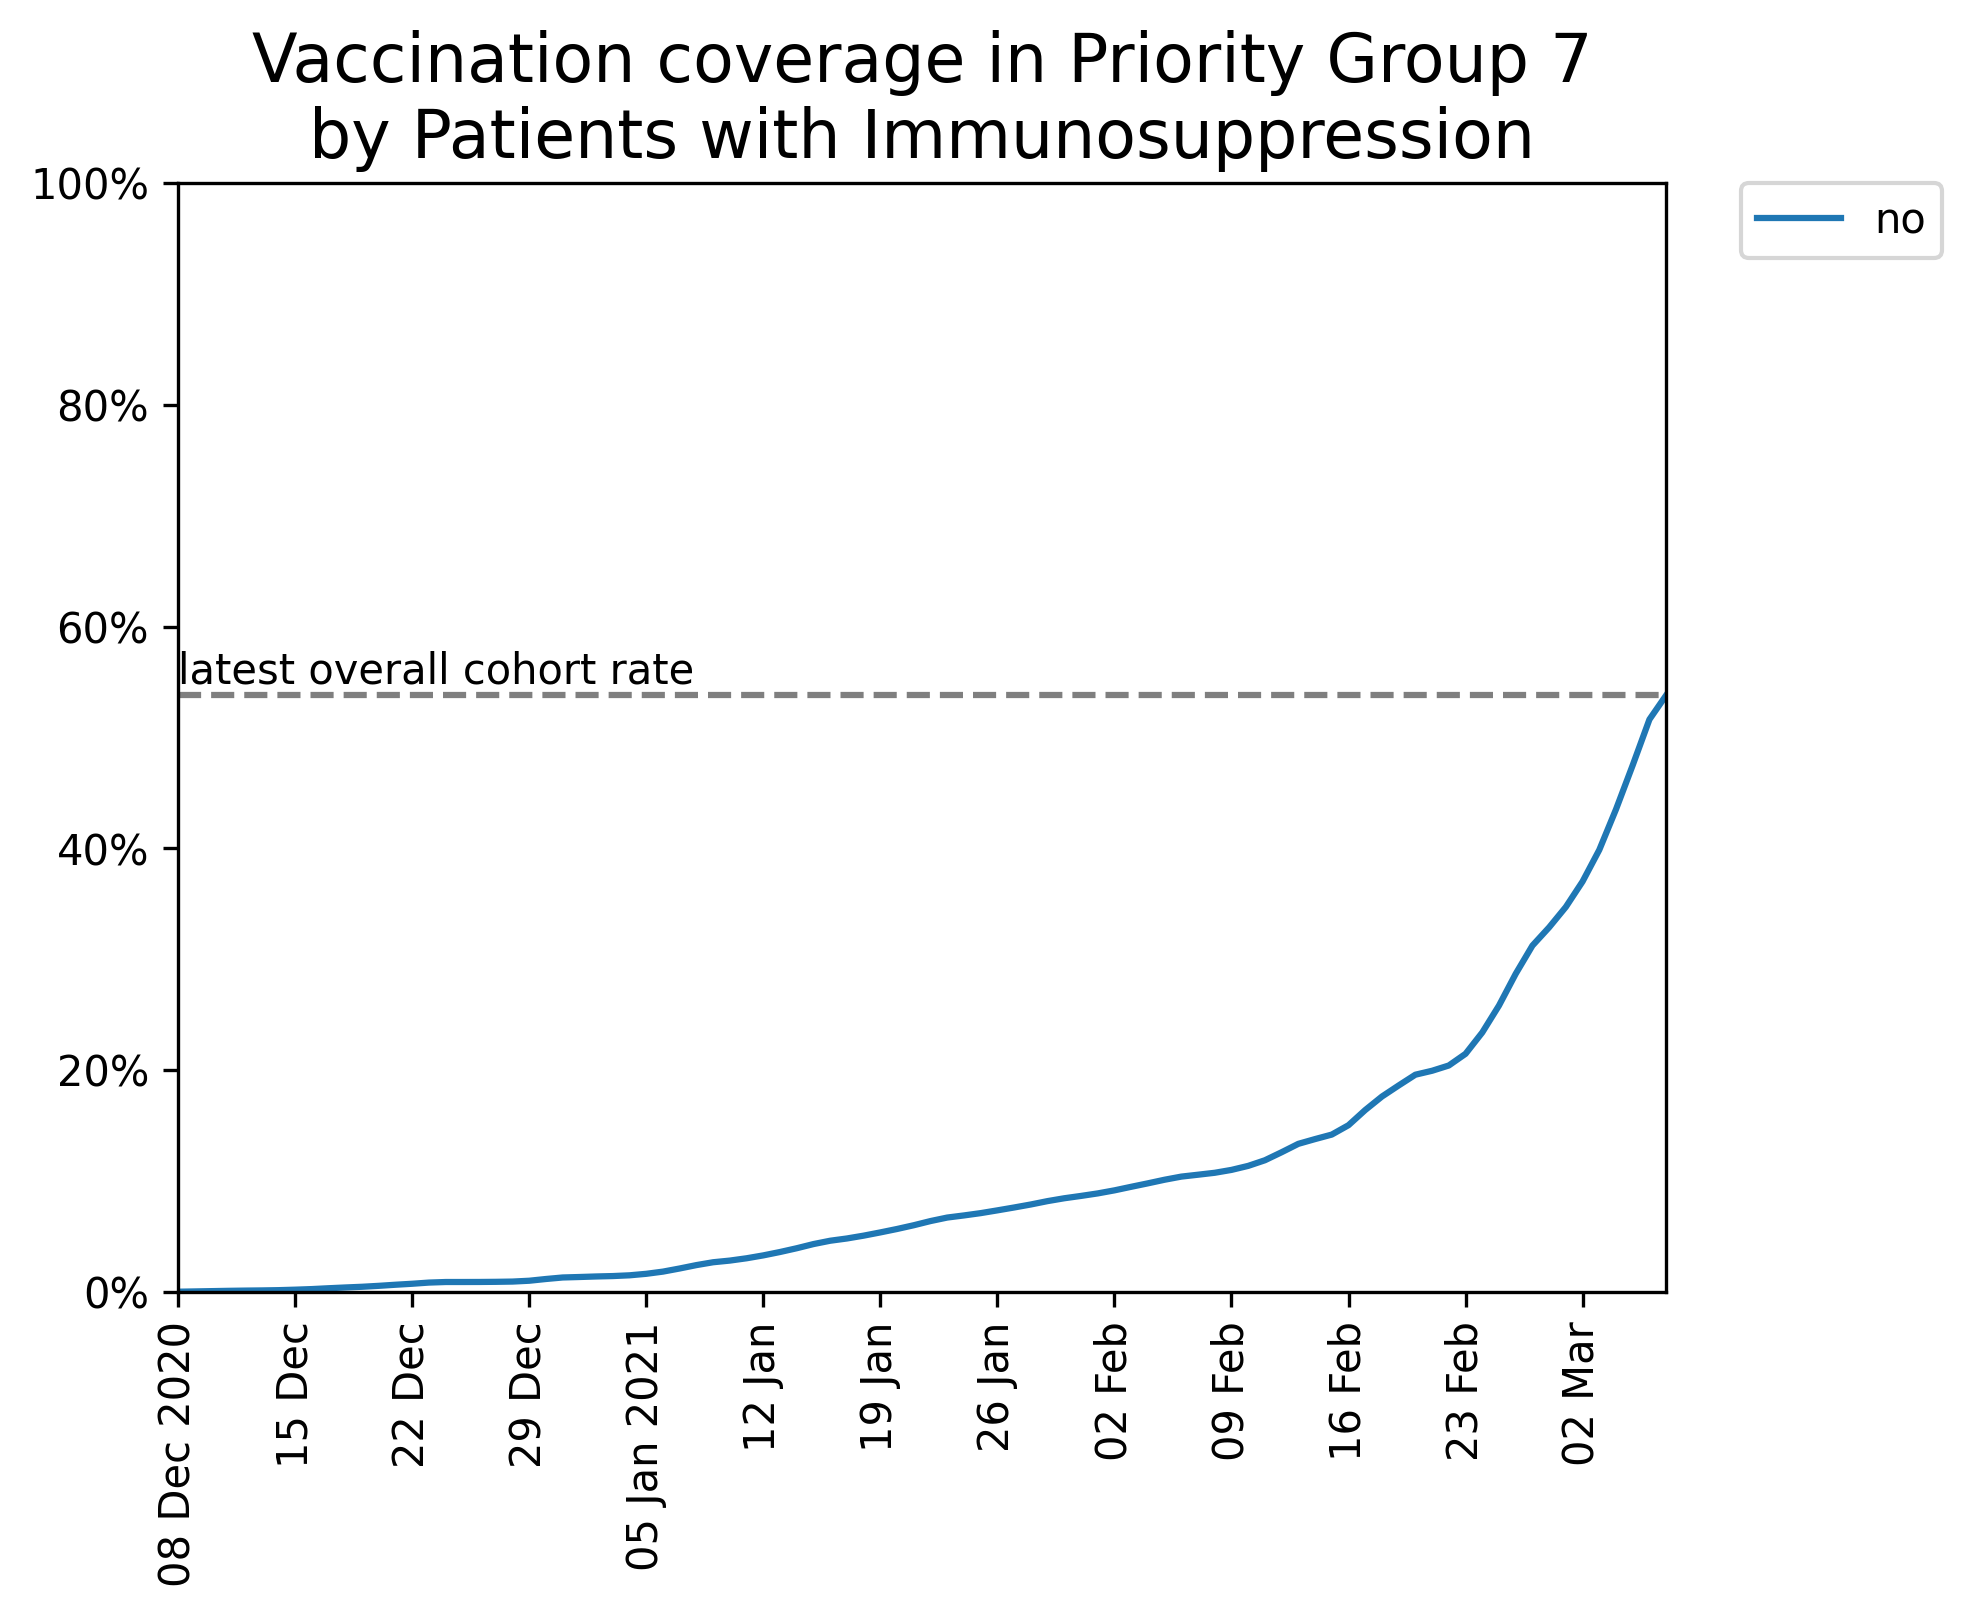 Vaccination coverage in Priority Group 7
by Patients with Immunosuppression
100%
80%
60%
40%
20%
0%
latest overall cohort rate
no
08 Dec 2020
15 Dec
22 Dec
29 Dec
05 Jan 2021
12 Jan
19 Jan
26 Jan
02 Feb
09 Feb
16 Feb
23 Feb
02 Mar